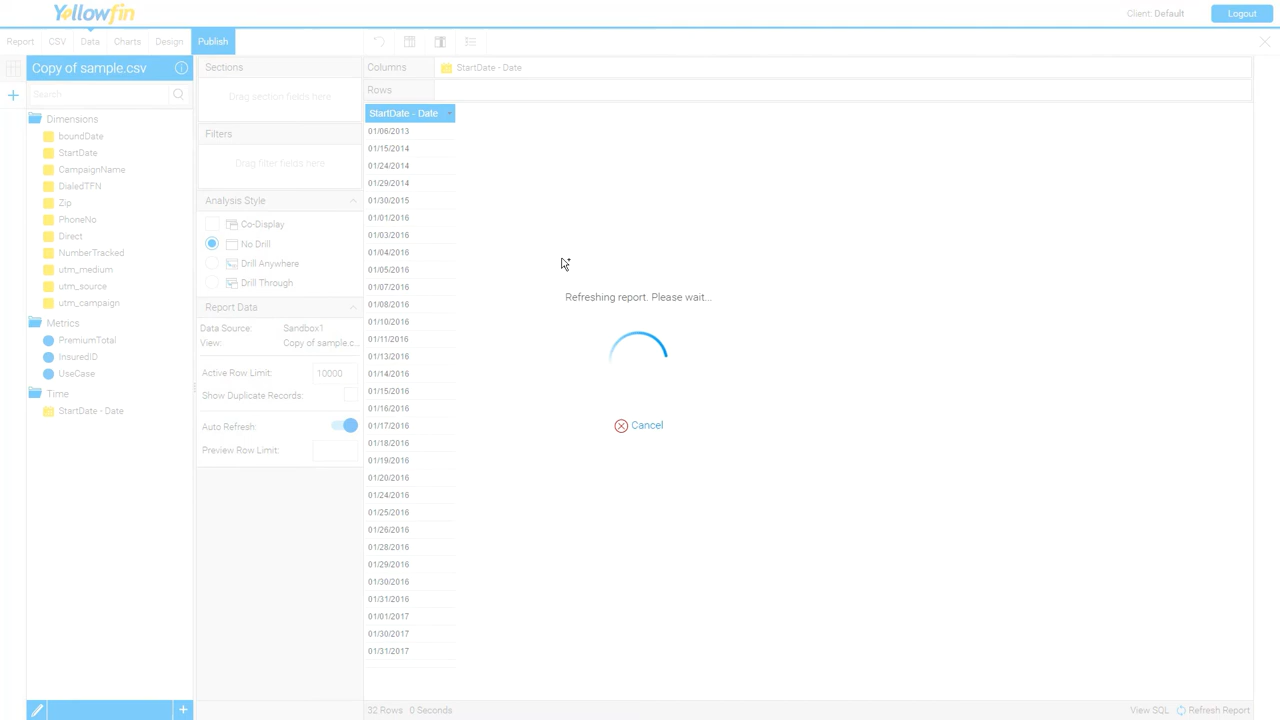 Yellowfin
Client: Default
Logout
Report CSV Data Charts Design Publish
Copy of sample.csv
Search
Dimensions
boundDate
StartDate
CampaignName
DialedTFN
Zip
PhoneNo
Direct
NumberTracked
utm_medium
utm_source
utm_campaign
Metrics
PremiumTotal
InsuredID
UseCase
Time
StartDate - Date
Sections
Drag section fields here
Filters
Drag filter fields here
Analysis Style
Co-Display
No Drill
Drill Anywhere
Drill Through
Report Data
Data Source: Sandbox1
View: Copy of sample.c...
Active Row Limit: 10000
Show Duplicate Records:
Auto Refresh:
Preview Row Limit:
Columns StartDate - Date
Rows
StartDate - Date
01/06/2013
01/15/2014
01/24/2014
01/29/2014
01/30/2015
01/01/2016
01/03/2016
01/04/2016
01/05/2016
01/07/2016
01/08/2016
01/10/2016
01/11/2016
01/13/2016
01/14/2016
01/15/2016
01/16/2016
01/17/2016
01/18/2016
01/19/2016
01/20/2016
01/24/2016
01/25/2016
01/26/2016
01/28/2016
01/29/2016
01/30/2016
01/31/2016
01/01/2017
01/30/2017
01/31/2017
Refreshing report. Please wait...
Cancel
32 Rows 0 Seconds
View SQL Refresh Report